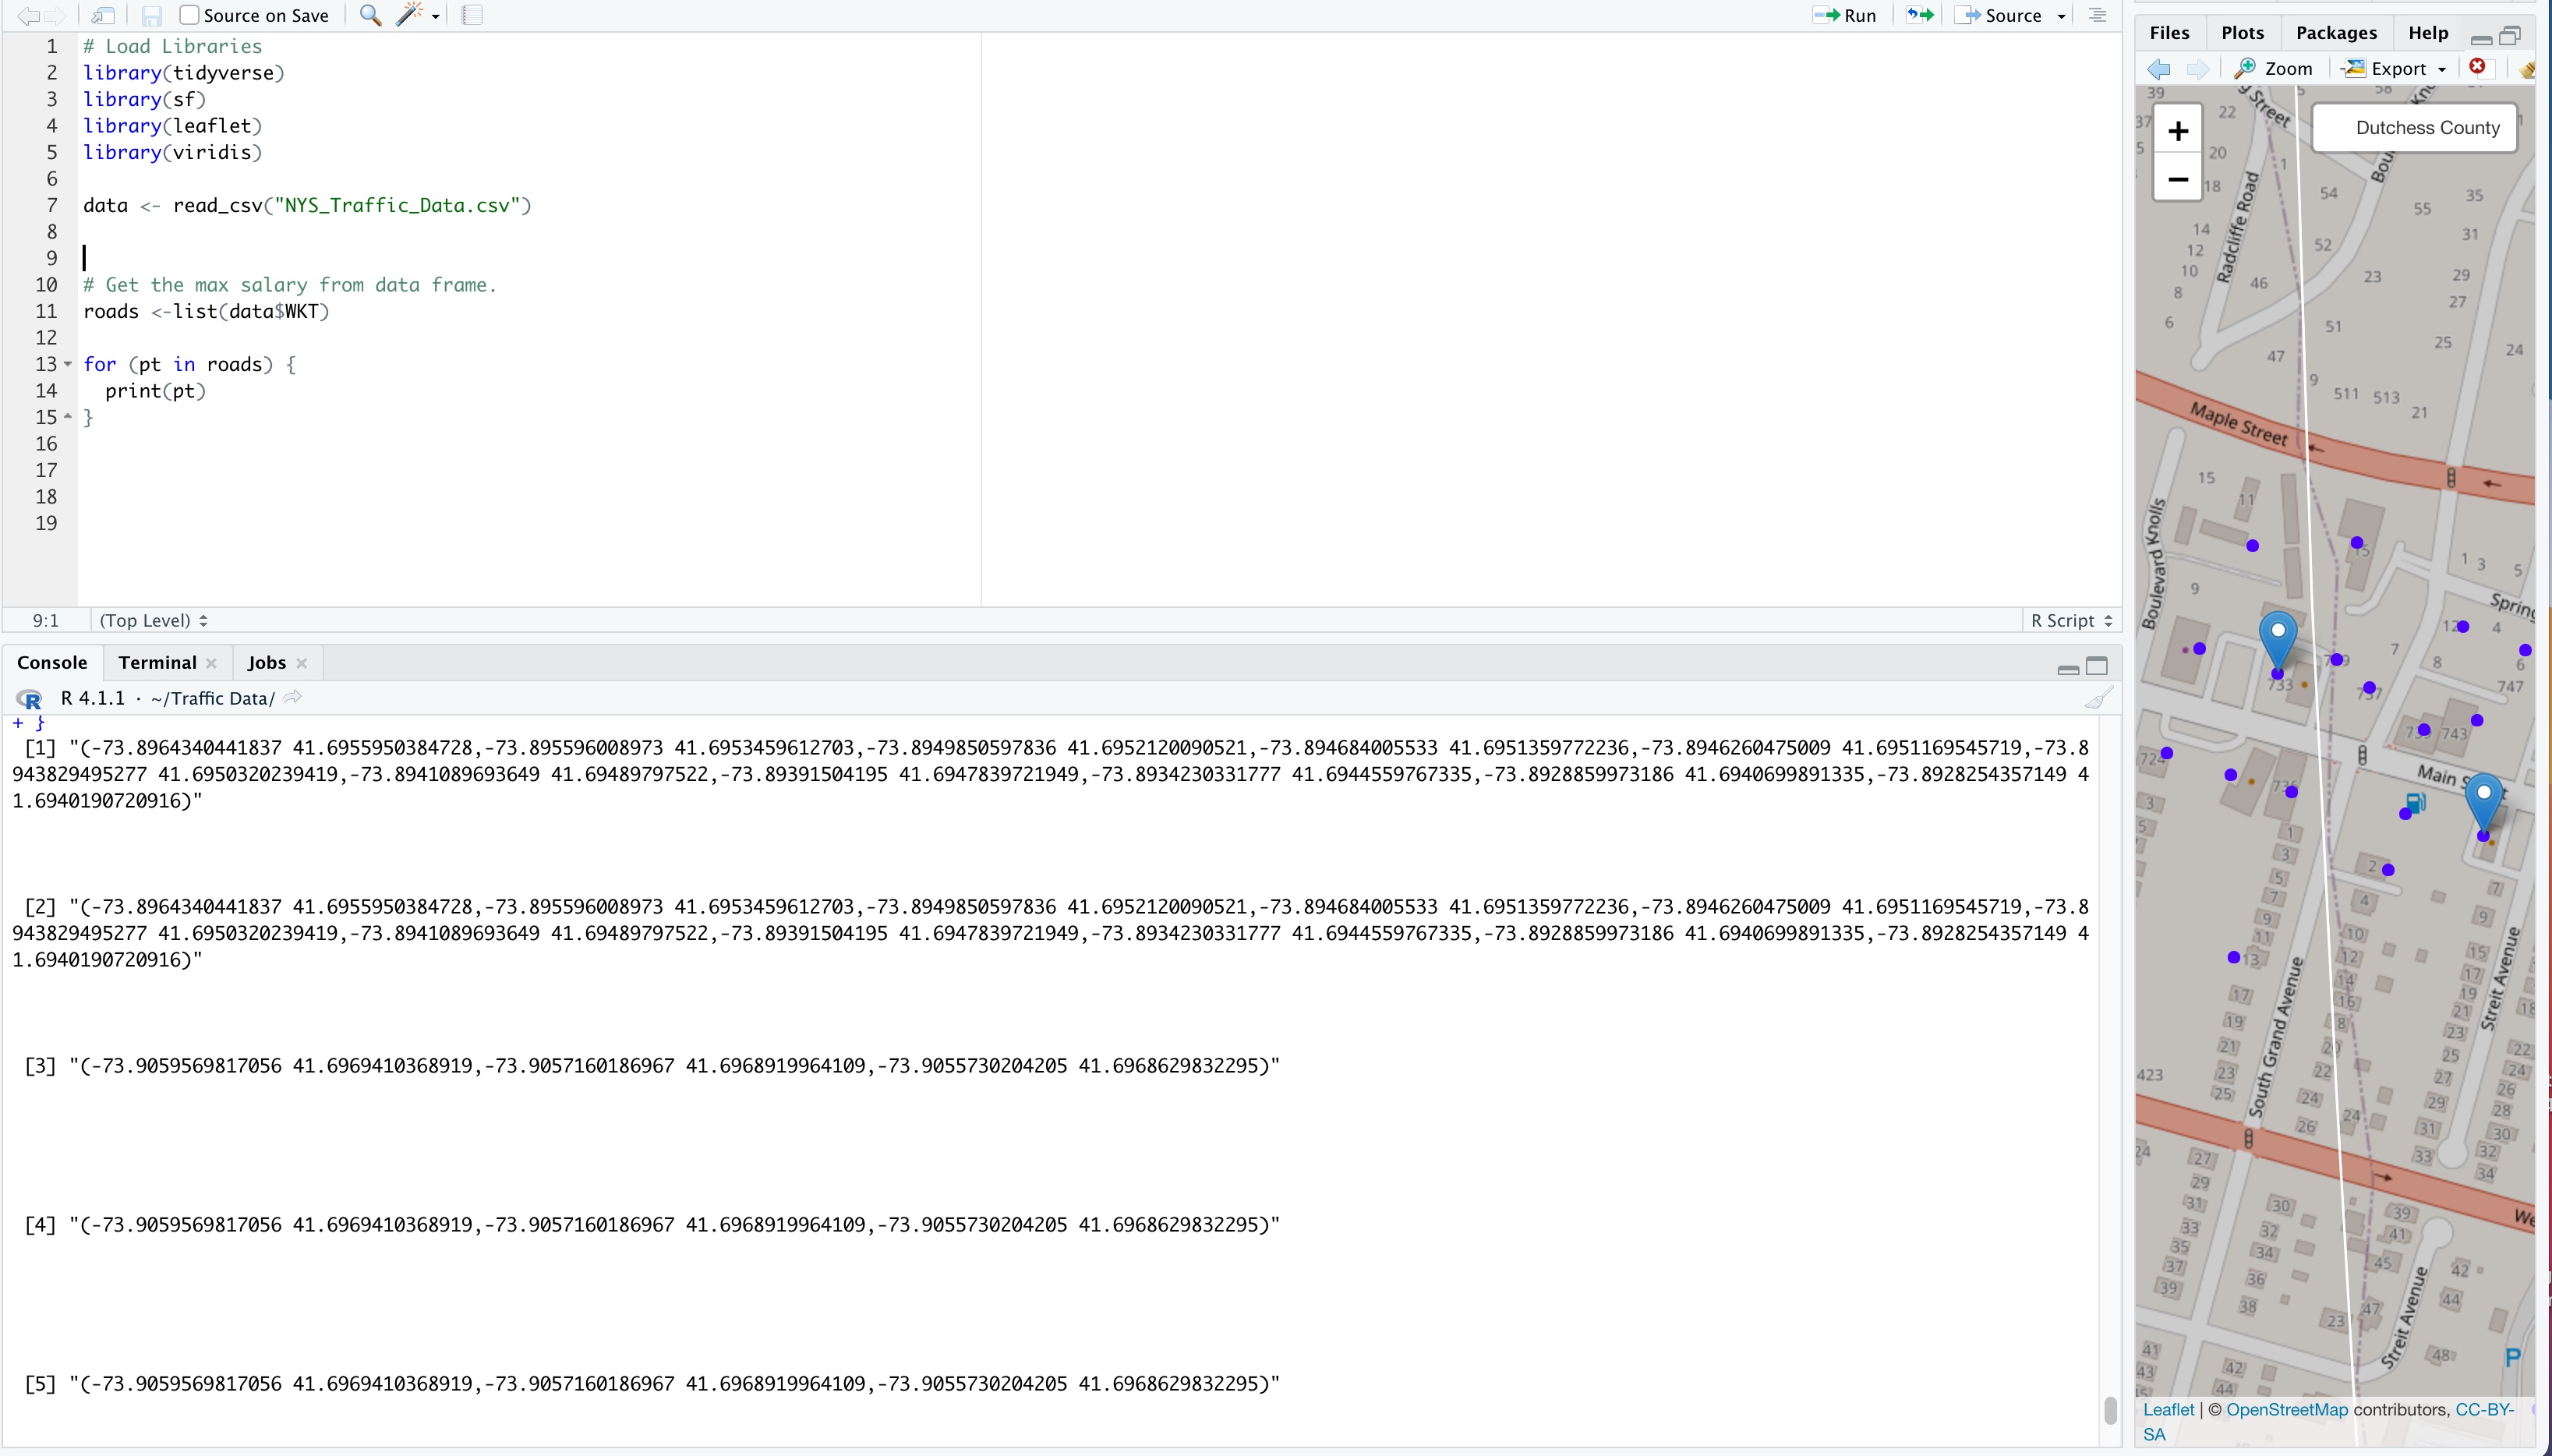 Source on Save
Run
Source
1 # Load Libraries
2 library(tidyverse)
3 library(sf)
4 library(leaflet)
5 library(viridis)
6
7 data <- read_csv("NYS_Traffic_Data.csv")
8
9
10 # Get the max salary from data frame.
11 roads <-list(data$WKT)
12
13 for (pt in roads) {
14 print(pt)
15 }
16
17
18
19
9:1 (Top Level) R Script
Console Terminal Jobs
R 4.1.1 · ~/Traffic Data/
+ }
[1] "(-73.8964340441837 41.6955950384728,-73.895596008973 41.6953459612703,-73.8949850597836 41.6952120090521,-73.894684005533 41.6951359772236,-73.8946260475009 41.6951169545719,-73.8
943829495277 41.6950320239419,-73.8941089693649 41.69489797522,-73.89391504195 41.6947839721949,-73.8934230331777 41.6944559767335,-73.8928859973186 41.6940699891335,-73.8928254357149 4
1.6940190720916)"
[2] "(-73.8964340441837 41.6955950384728,-73.895596008973 41.6953459612703,-73.8949850597836 41.6952120090521,-73.894684005533 41.6951359772236,-73.8946260475009 41.6951169545719,-73.8
943829495277 41.6950320239419,-73.8941089693649 41.69489797522,-73.89391504195 41.6947839721949,-73.8934230331777 41.6944559767335,-73.8928859973186 41.6940699891335,-73.8928254357149 4
1.6940190720916)"
[3] "(-73.9059569817056 41.6969410368919,-73.9057160186967 41.6968919964109,-73.9055730204205 41.6968629832295)"
[4] "(-73.9059569817056 41.6969410368919,-73.9057160186967 41.6968919964109,-73.9055730204205 41.6968629832295)"
[5] "(-73.9059569817056 41.6969410368919,-73.9057160186967 41.6968919964109,-73.9055730204205 41.6968629832295)"
Files Plots Packages Help
Zoom Export
+
−
Dutchess County
Street
Radcliffe Road
Maple Street
Boulevard Knolls
Main
South Grand Avenue
Streit Avenue
Streit Avenue
Leaflet | © OpenStreetMap contributors, CC-BY-
SA